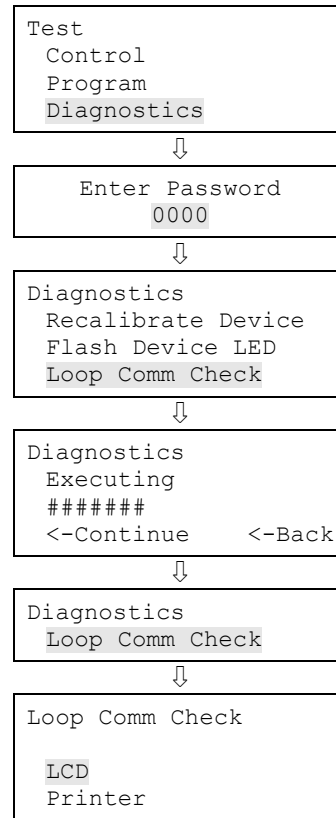 Test
Control
Program
Diagnostics
⇩
Enter Password
0000
⇩
Diagnostics
Recalibrate Device
Flash Device LED
Loop Comm Check
⇩
Diagnostics
Executing
#######
<-Continue <-Back
⇩
Diagnostics
Loop Comm Check
⇩
Loop Comm Check
LCD
Printer